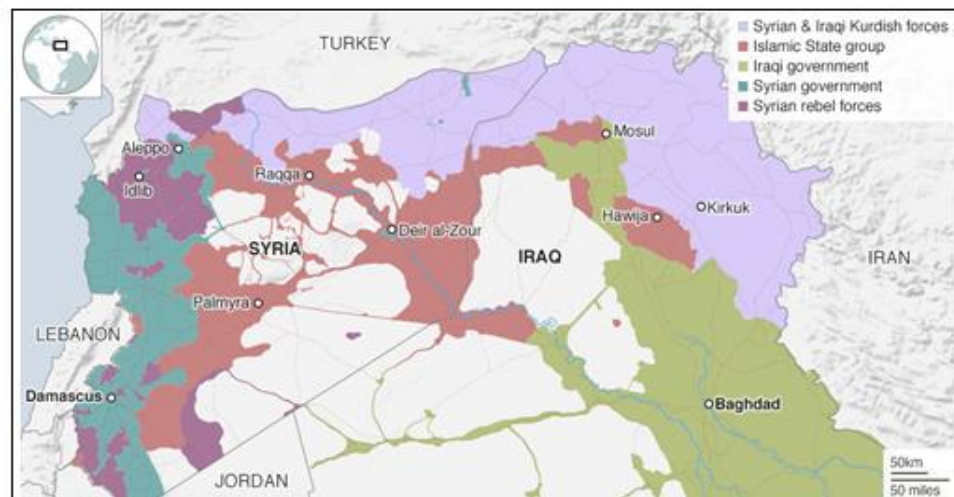 Syrian & Iraqi Kurdish forces
Islamic State group
Iraqi government
Syrian government
Syrian rebel forces
TURKEY
Mosul
Aleppo
Raqqa
Idlib
Kirkuk
Hawija
Deir al-Zour
SYRIA
IRAQ
IRAN
Palmyra
LEBANON
Damascus
Baghdad
50km
JORDAN
50 miles